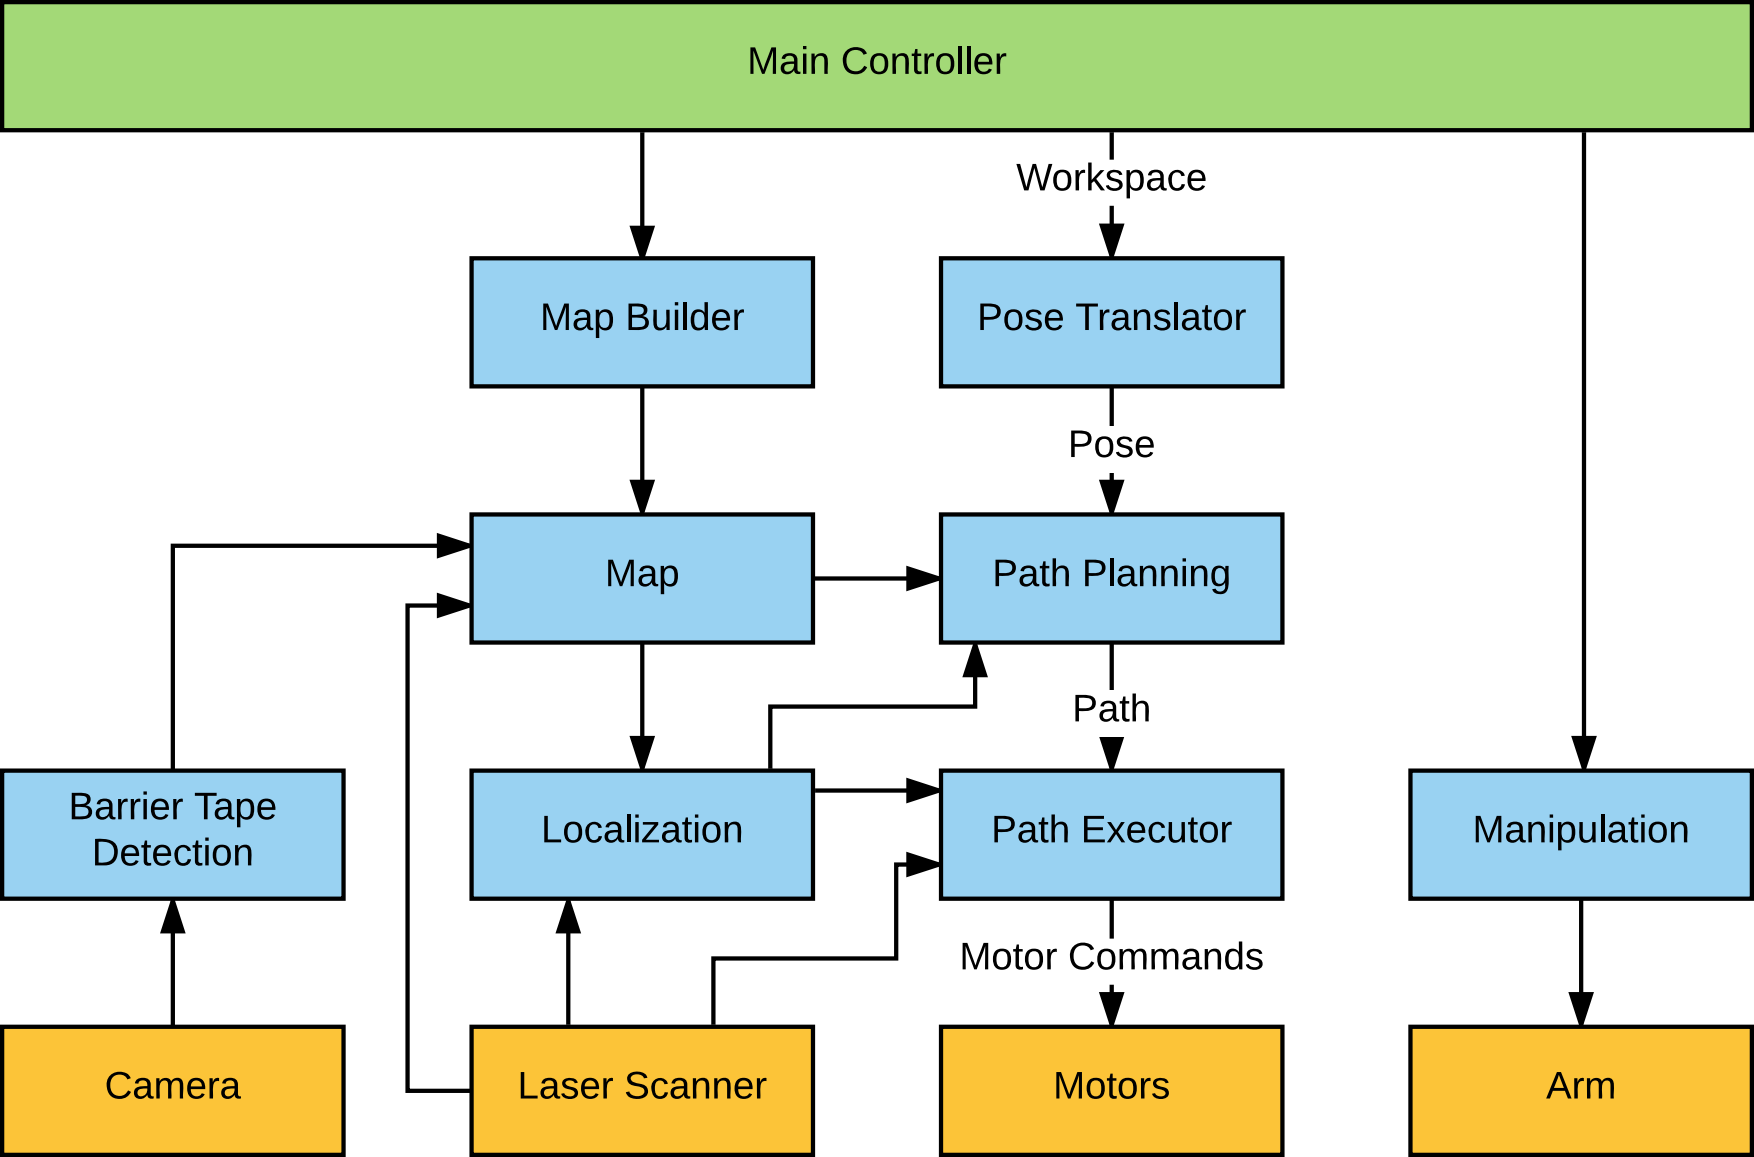 Main Controller
Workspace
Map Builder
Pose Translator
Pose
Map
Path Planning
Path
Barrier Tape
Detection
Localization
Path Executor
Manipulation
Motor Commands
Camera
Laser Scanner
Motors
Arm